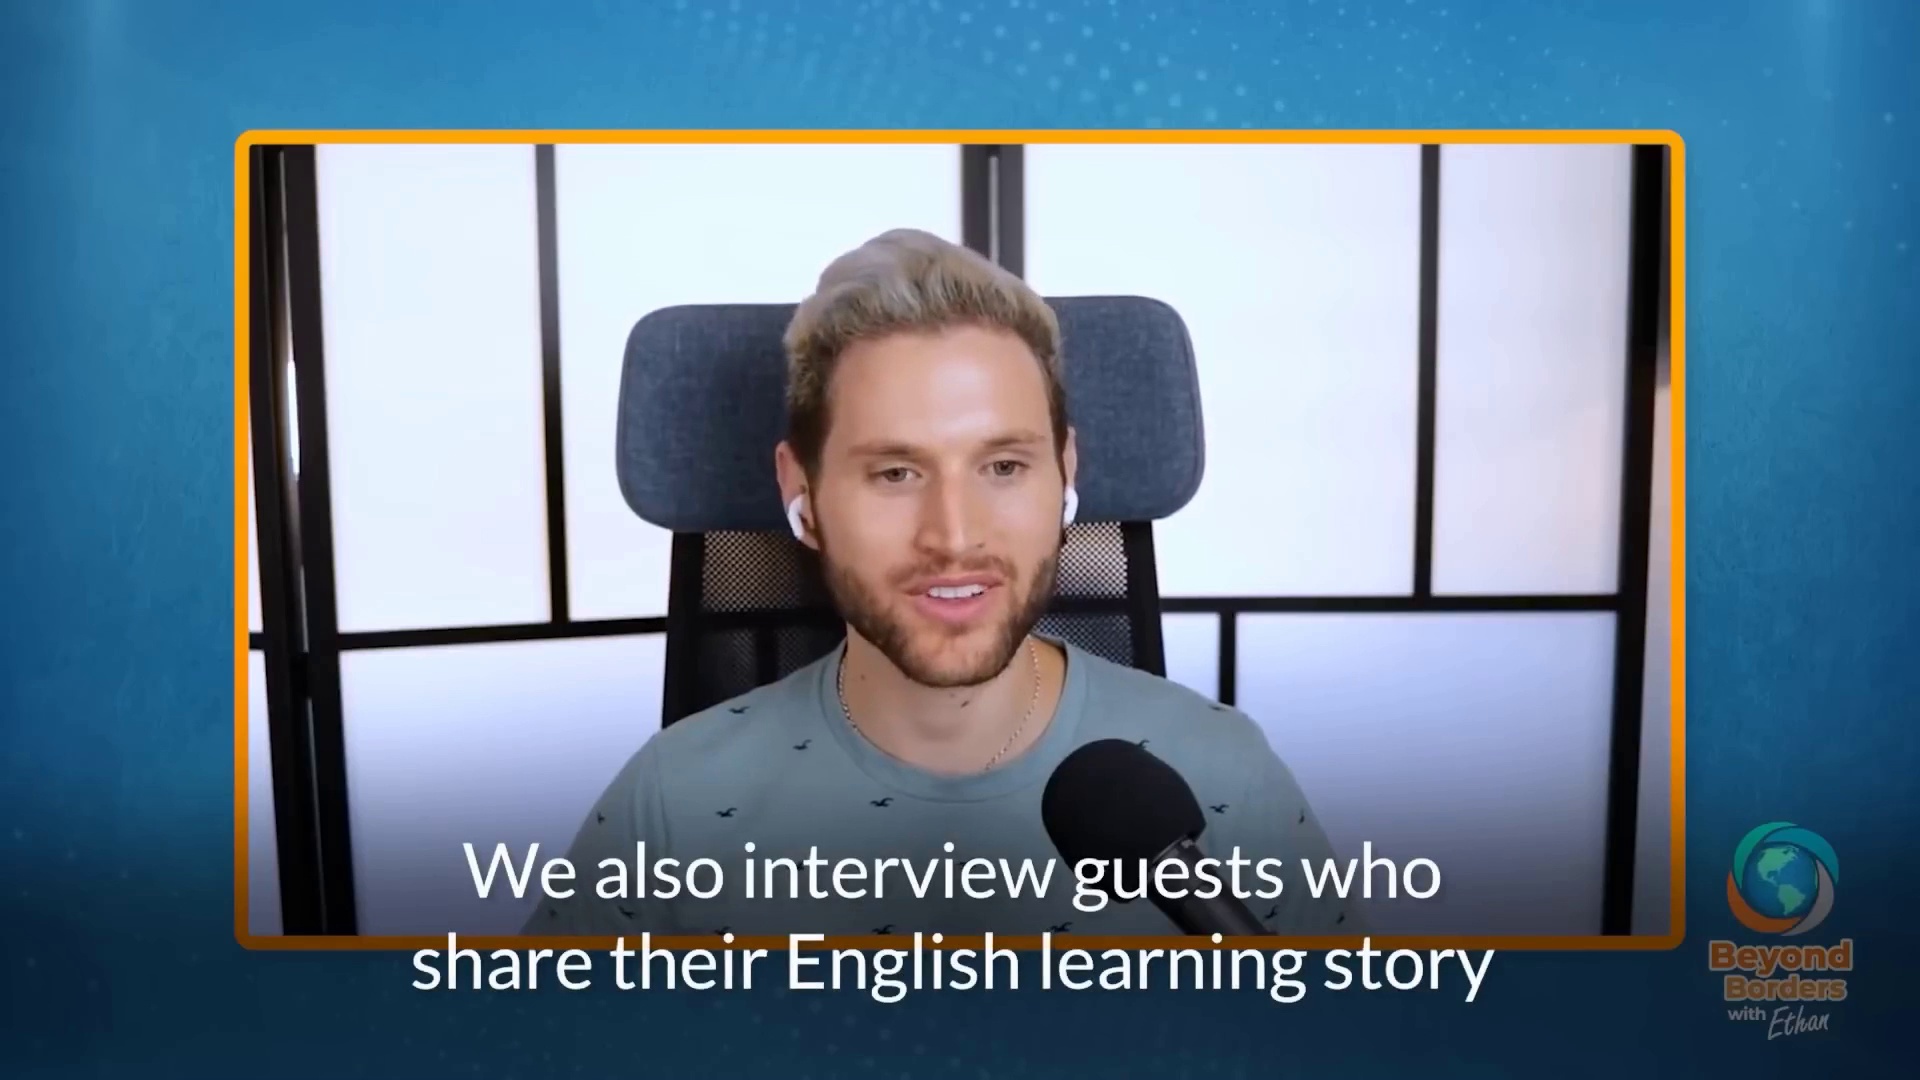 We also interview guests who
share their English learning story
Beyond
Borders
with Ethan